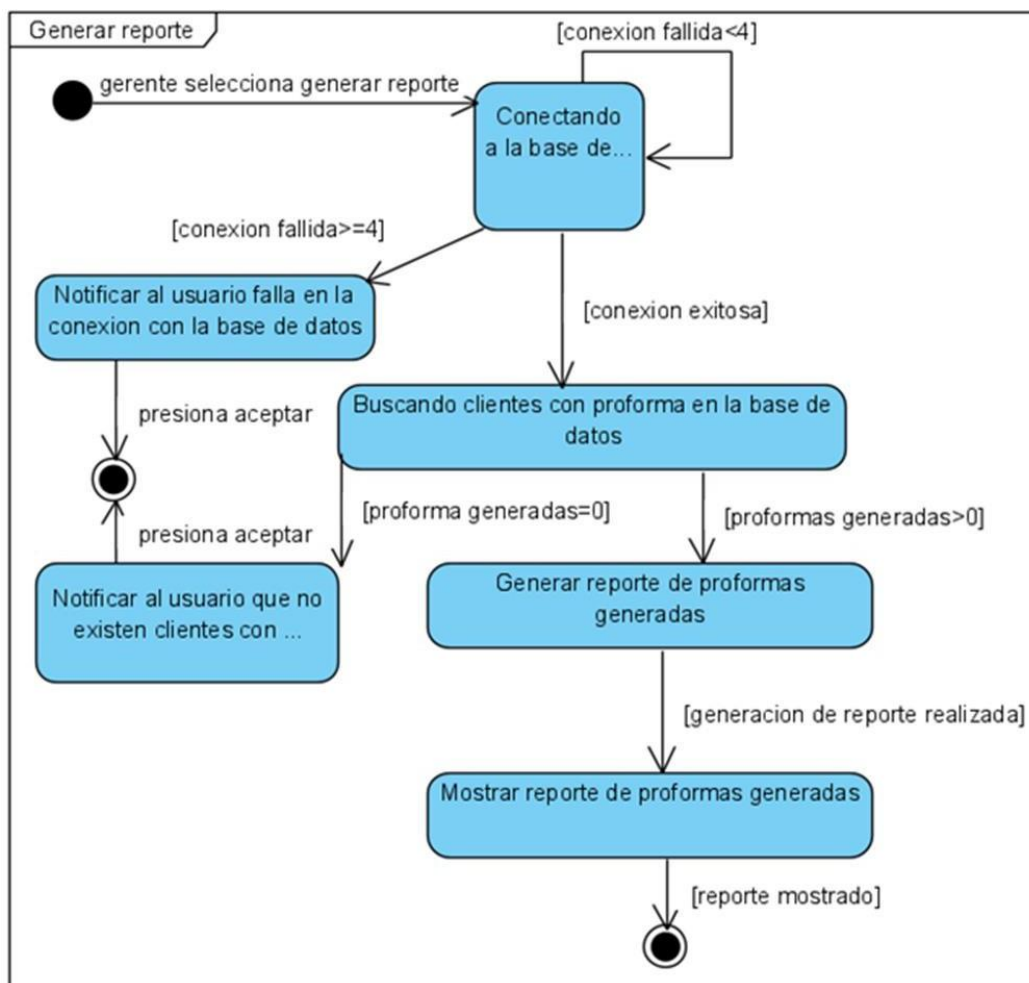 Generar reporte
[conexion fallida<4]
gerente selecciona generar reporte
Conectando
a la base de...
[conexion fallida>=4]
Notificar al usuario falla en la
conexion con la base de datos
[conexion exitosa]
Buscando clientes con proforma en la base de
datos
presiona aceptar
[proforma generadas=0]
[proformas generadas>0]
presiona aceptar
Notificar al usuario que no
existen clientes con ...
Generar reporte de proformas
generadas
[generacion de reporte realizada]
Mostrar reporte de proformas generadas
[reporte mostrado]